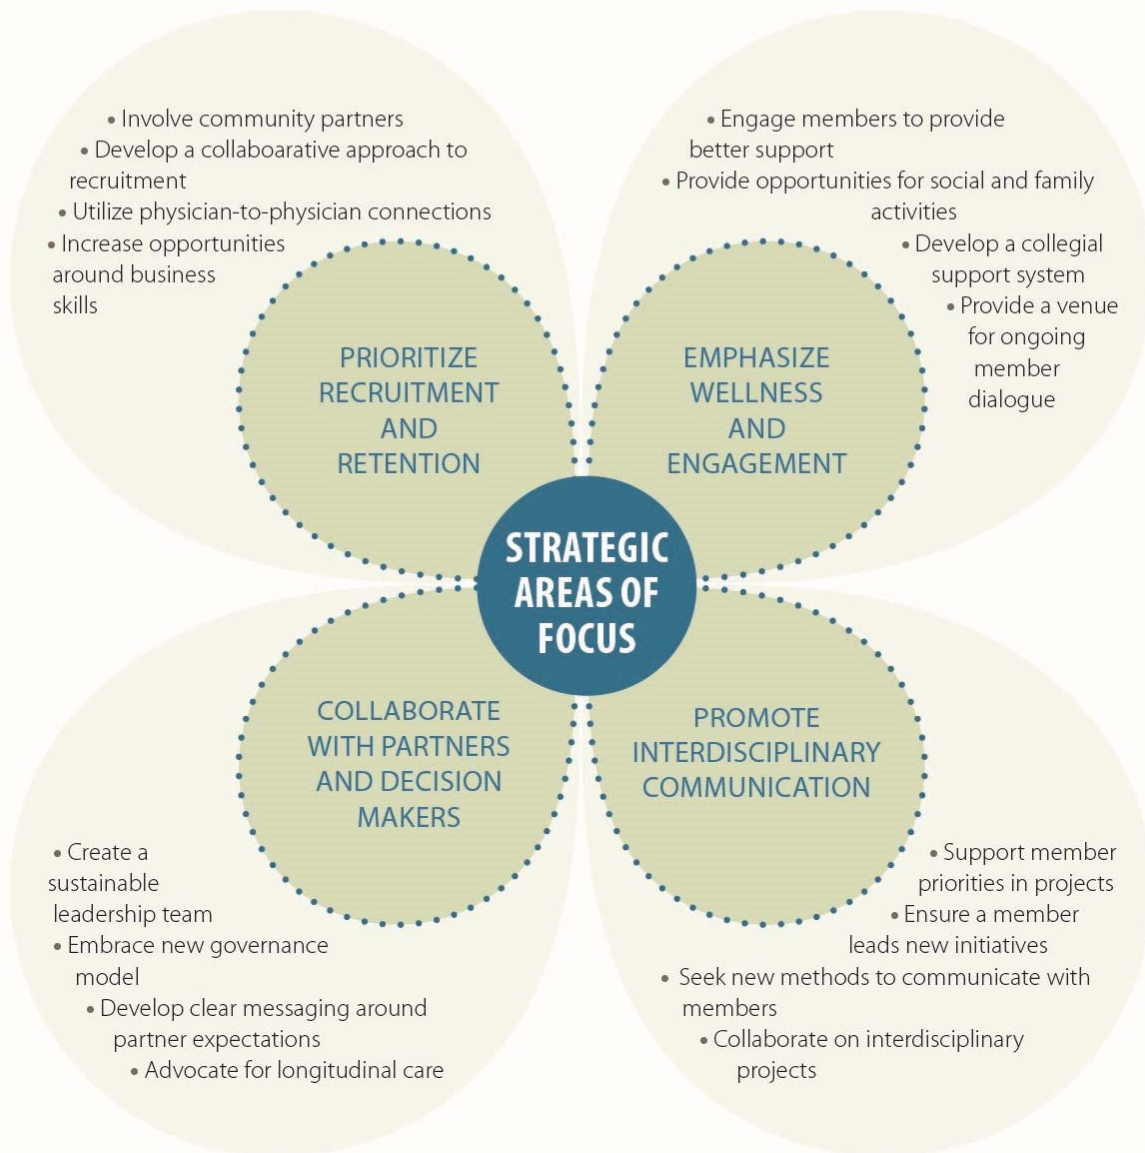 • Involve community partners
• Develop a collaboarative approach to
recruitment
• Utilize physician-to-physician connections
• Increase opportunities
around business
skills
PRIORITIZE
RECRUITMENT
AND
RETENTION
• Engage members to provide
better support
• Provide opportunities for social and family
activities
• Develop a collegial
support system
• Provide a venue
for ongoing
member
dialogue
EMPHASIZE
WELLNESS
AND
ENGAGEMENT
STRATEGIC
AREAS OF
FOCUS
COLLABORATE
WITH PARTNERS
AND DECISION
MAKERS
• Create a
sustainable
leadership team
• Embrace new governance
model
• Develop clear messaging around
partner expectations
• Advocate for longitudinal care
PROMOTE
INTERDISCIPLINARY
COMMUNICATION
• Support member
priorities in projects
• Ensure a member
leads new initiatives
• Seek new methods to communicate with
members
• Collaborate on interdisciplinary
projects